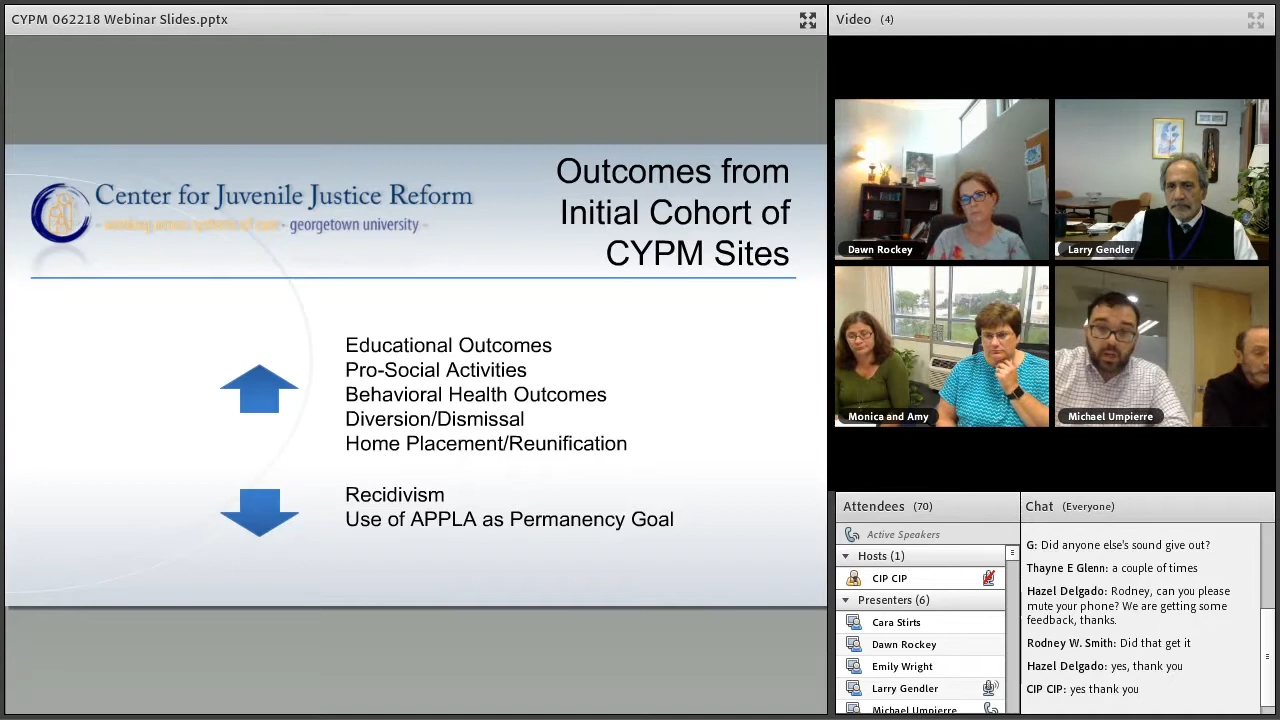 CYPM 062218 Webinar Slides.pptx
Center for Juvenile Justice Reform
- working across systems of care - georgetown university -
Outcomes from
Initial Cohort of
CYPM Sites
Educational Outcomes
Pro-Social Activities
Behavioral Health Outcomes
Diversion/Dismissal
Home Placement/Reunification
Recidivism
Use of APPLA as Permanency Goal
Video (4)
Dawn Rockey
Larry Gendler
Monica and Amy
Michael Umpierre
Attendees (70)
Active Speakers
Hosts (1)
CIP CIP
Presenters (6)
Cara Stirts
Dawn Rockey
Emily Wright
Larry Gendler
Michael Umpierre
Chat (Everyone)
G: Did anyone else's sound give out?
Thayne E Glenn: a couple of times
Hazel Delgado: Rodney, can you please
mute your phone? We are getting some
feedback, thanks.
Rodney W. Smith: Did that get it
Hazel Delgado: yes, thank you
CIP CIP: yes thank you